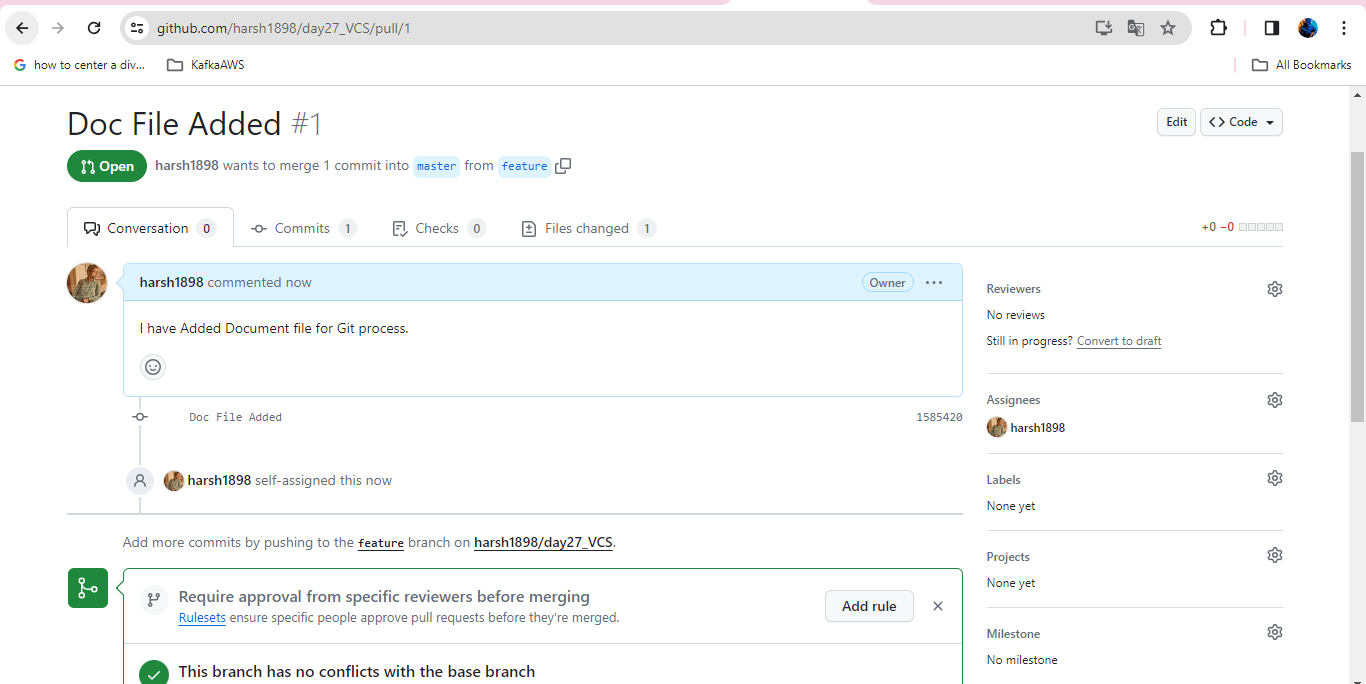 github.com/harsh1898/day27_VCS/pull/1
how to center a div... KafkaAWS All Bookmarks
Doc File Added #1
Edit <> Code
Open harsh1898 wants to merge 1 commit into master from feature
Conversation 0 Commits 1 Checks 0 Files changed 1 +0 −0
harsh1898 commented now Owner ...
I have Added Document file for Git process.
Doc File Added 1585420
harsh1898 self-assigned this now
Add more commits by pushing to the feature branch on harsh1898/day27_VCS.
Require approval from specific reviewers before merging
Rulesets ensure specific people approve pull requests before they're merged.
Add rule
This branch has no conflicts with the base branch
Reviewers
No reviews
Still in progress? Convert to draft
Assignees
harsh1898
Labels
None yet
Projects
None yet
Milestone
No milestone